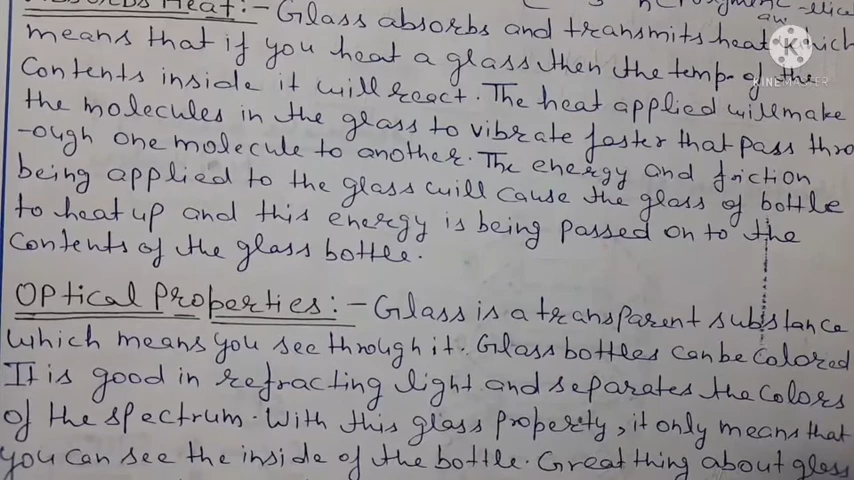 Absorbs Heat:- Glass absorbs and transmits heat which
means that if you heat a glass then the temp. of the
KINEMASTER
Contents inside it will react. The heat applied will make
the molecules in the glass to vibrate faster that pass thro
-ough one molecule to another. The energy and friction
being applied to the glass will cause the glass of bottle
to heat up and this energy is being passed on to the
Contents of the glass bottle.
Optical Properties:- Glass is a transparent substance
which means you see through it. Glass bottles can be colored
It is good in refracting light and separates the colors
of the spectrum. With this glass property, it only means that
you can see the inside of the bottle. Great thing about glass